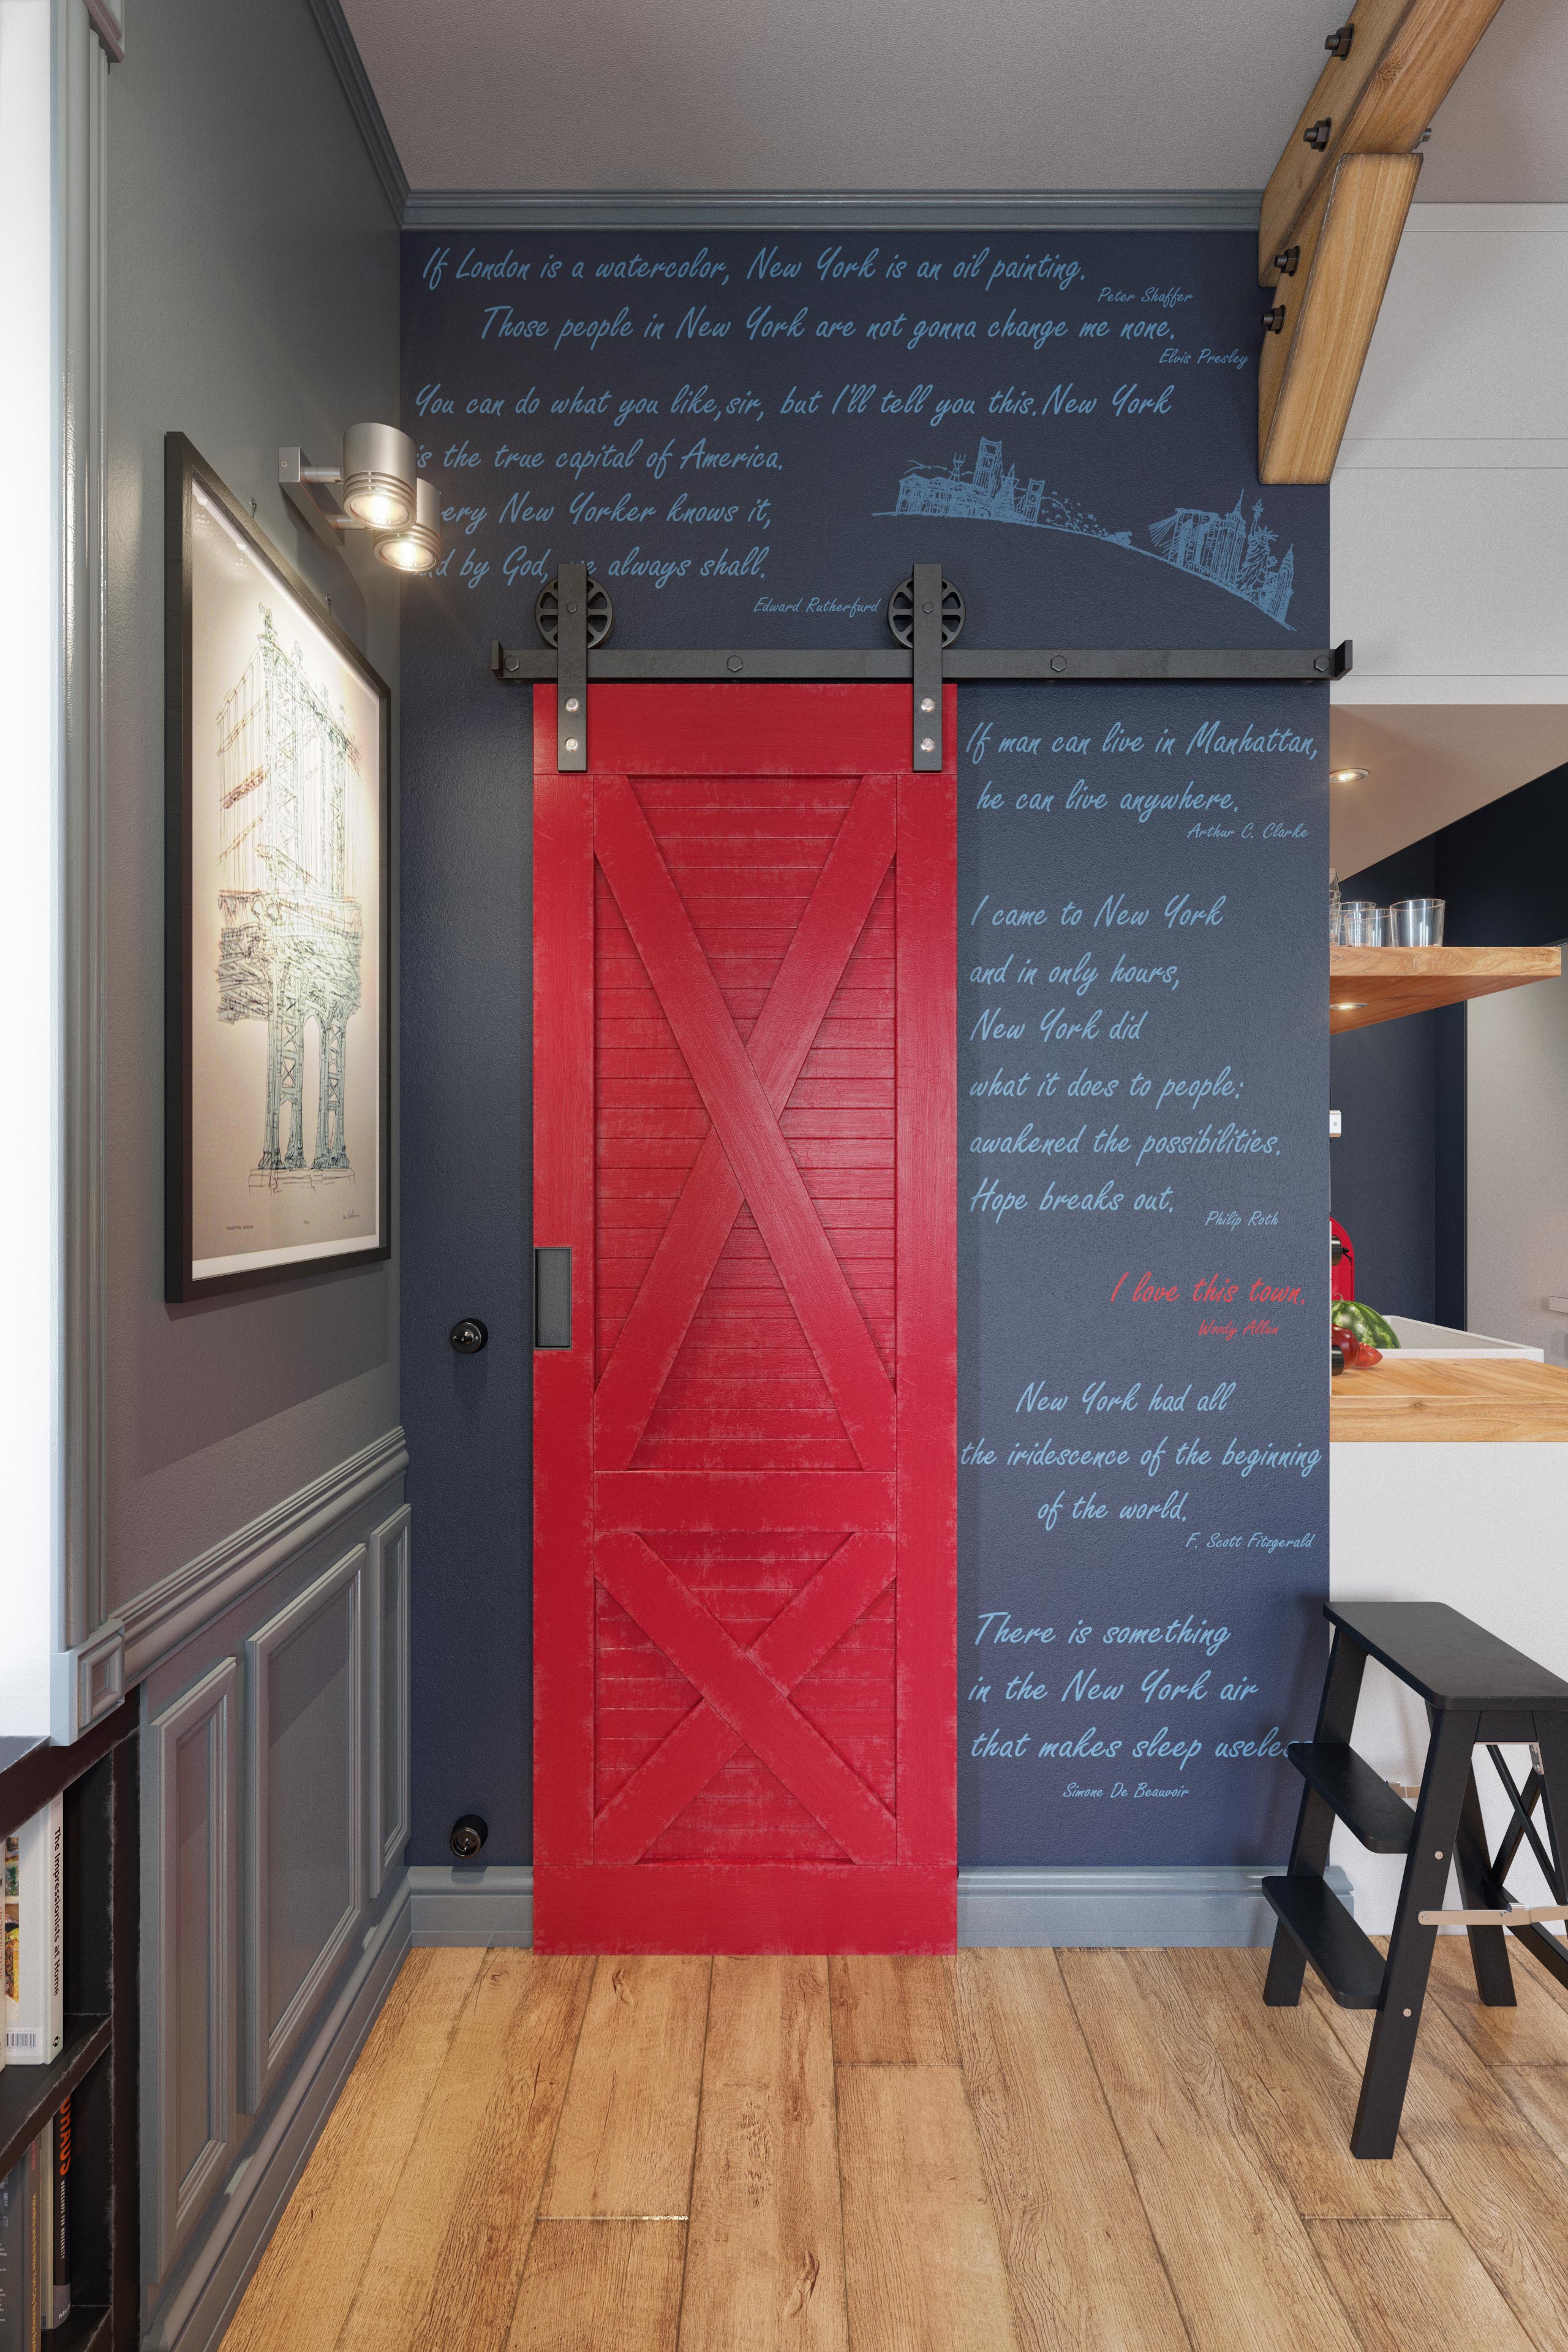 If London is a watercolor, New York is an oil painting.
Peter Shaffer
Those people in New York are not gonna change me none.
Elvis Presley
You can do what you like,sir, but I'll tell you this.New York
is the true capital of America.
New Yorker knows it,
by God, always shall.
Edward Rutherfurd
If man can live in Manhattan,
he can live anywhere.
Arthur C. Clarke
I came to New York
and in only hours,
New York did
what it does to people:
awakened the possibilities.
Hope breaks out.
Philip Roth
I love this town.
Woody Allen
New York had all
the iridescence of the beginning
of the world.
F. Scott Fitzgerald
There is something
in the New York air
that makes sleep
Simone De Beauvoir
The Impressionists at Home